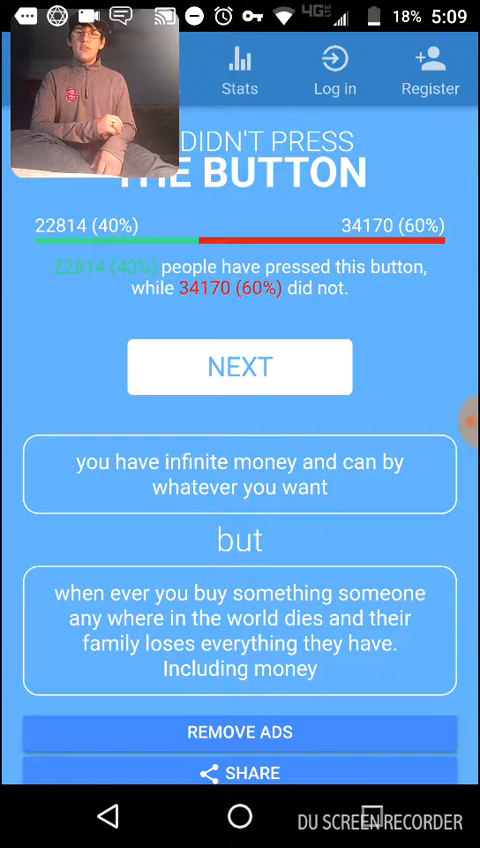 4G
18% 5:09
Stats
Log in
Register
DIDN'T PRESS
THE BUTTON
22814 (40%)
34170 (60%)
22814 (40%) people have pressed this button,
while 34170 (60%) did not.
NEXT
you have infinite money and can by
whatever you want
but
when ever you buy something someone
any where in the world dies and their
family loses everything they have.
Including money
REMOVE ADS
SHARE
DU SCREEN RECORDER